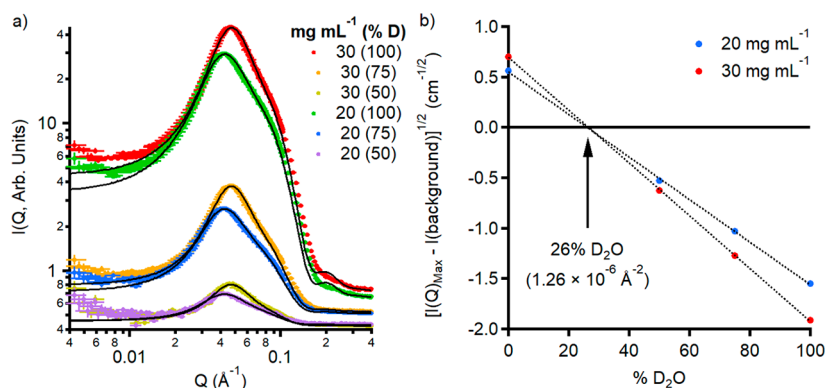 a)
I(Q, Arb. Units)
4
2
10
8
6
4
2
1
8
6
4
mg mL⁻¹ (% D)
30 (100)
30 (75)
30 (50)
20 (100)
20 (75)
20 (50)
4 6 8 0.01 2 4 6 8 0.1 2 4
Q (Å⁻¹)
b)
[I(Q)Max - I(background)]¹ᐟ² (cm⁻¹ᐟ²)
1.0
0.5
0.0
-0.5
-1.0
-1.5
-2.0
20 mg mL⁻¹
30 mg mL⁻¹
26% D₂O
(1.26 × 10⁻⁶ Å⁻²)
0 20 40 60 80 100
% D₂O